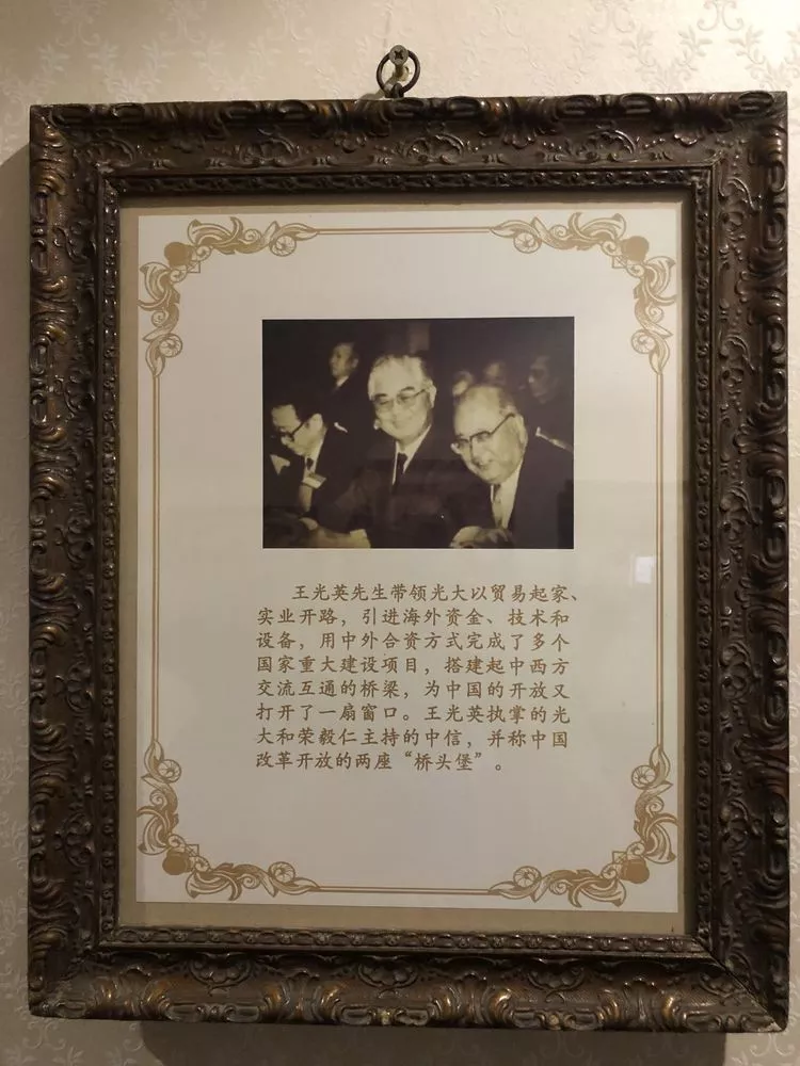 王光英先生带领光大以贸易起家、
实业开路，引进海外资金、技术和
设备，用中外合资方式完成了多个
国家重大建设项目，搭建起中西方
交流互通的桥梁，为中国的开放又
打开了一扇窗口。王光英执掌的光
大和荣毅仁主持的中信，并称中国
改革开放的两座“桥头堡”。